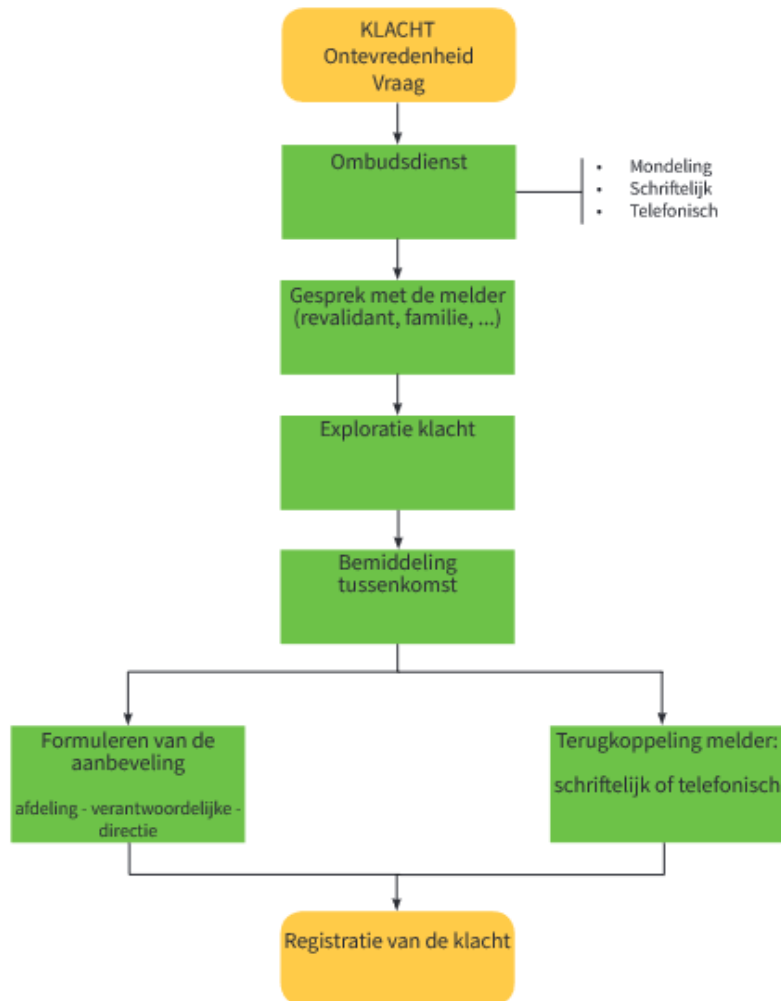 KLACHT
Ontevredenheid
Vraag
Ombudsdienst
• Mondeling
• Schriftelijk
• Telefonisch
Gesprek met de melder
(revalidant, familie, ...)
Exploratie klacht
Bemiddeling
tussenkomst
Formuleren van de
aanbeveling
afdeling - verantwoordelijke -
directie
Terugkoppeling melder:
schriftelijk of telefonisch
Registratie van de klacht